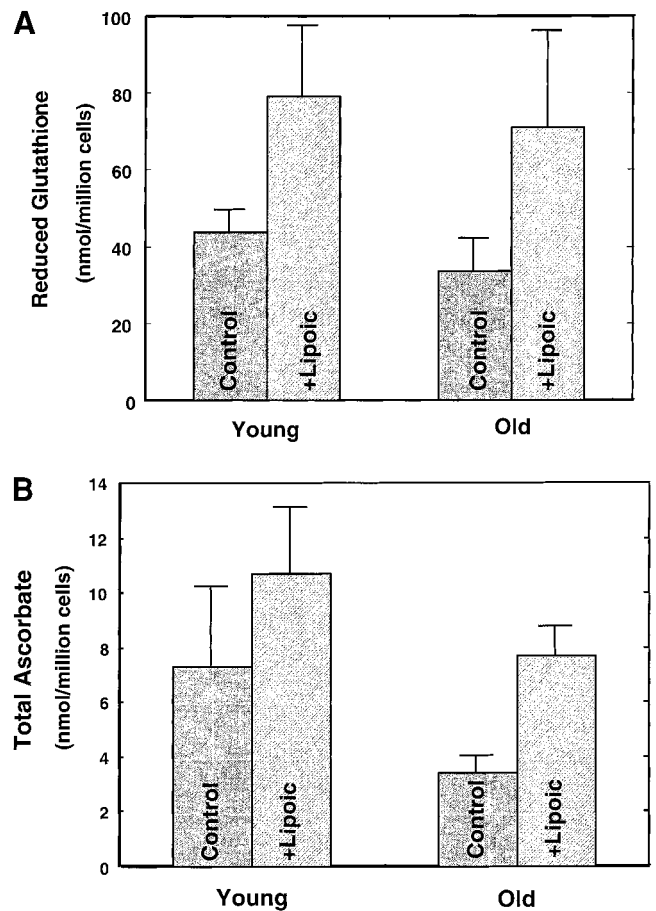 A
Reduced Glutathione
(nmol/million cells)
100
80
60
40
20
0
Control
+Lipoic
Control
+Lipoic
Young
Old
B
Total Ascorbate
(nmol/million cells)
14
12
10
8
6
4
2
0
Control
+Lipoic
Control
+Lipoic
Young
Old